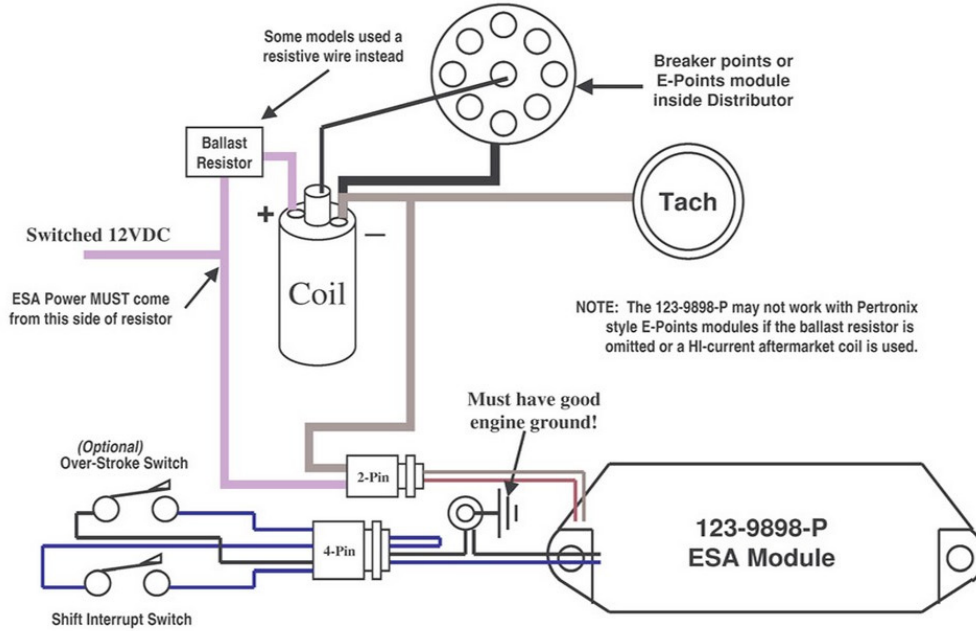 Some models used a
resistive wire instead
Breaker points or
E-Points module
inside Distributor
Ballast
Resistor
+
–
Tach
Switched 12VDC
Coil
ESA Power MUST come
from this side of resistor
NOTE: The 123-9898-P may not work with Pertronix
style E-Points modules if the ballast resistor is
omitted or a HI-current aftermarket coil is used.
Must have good
engine ground!
(Optional)
Over-Stroke Switch
2-Pin
4-Pin
123-9898-P
ESA Module
Shift Interrupt Switch